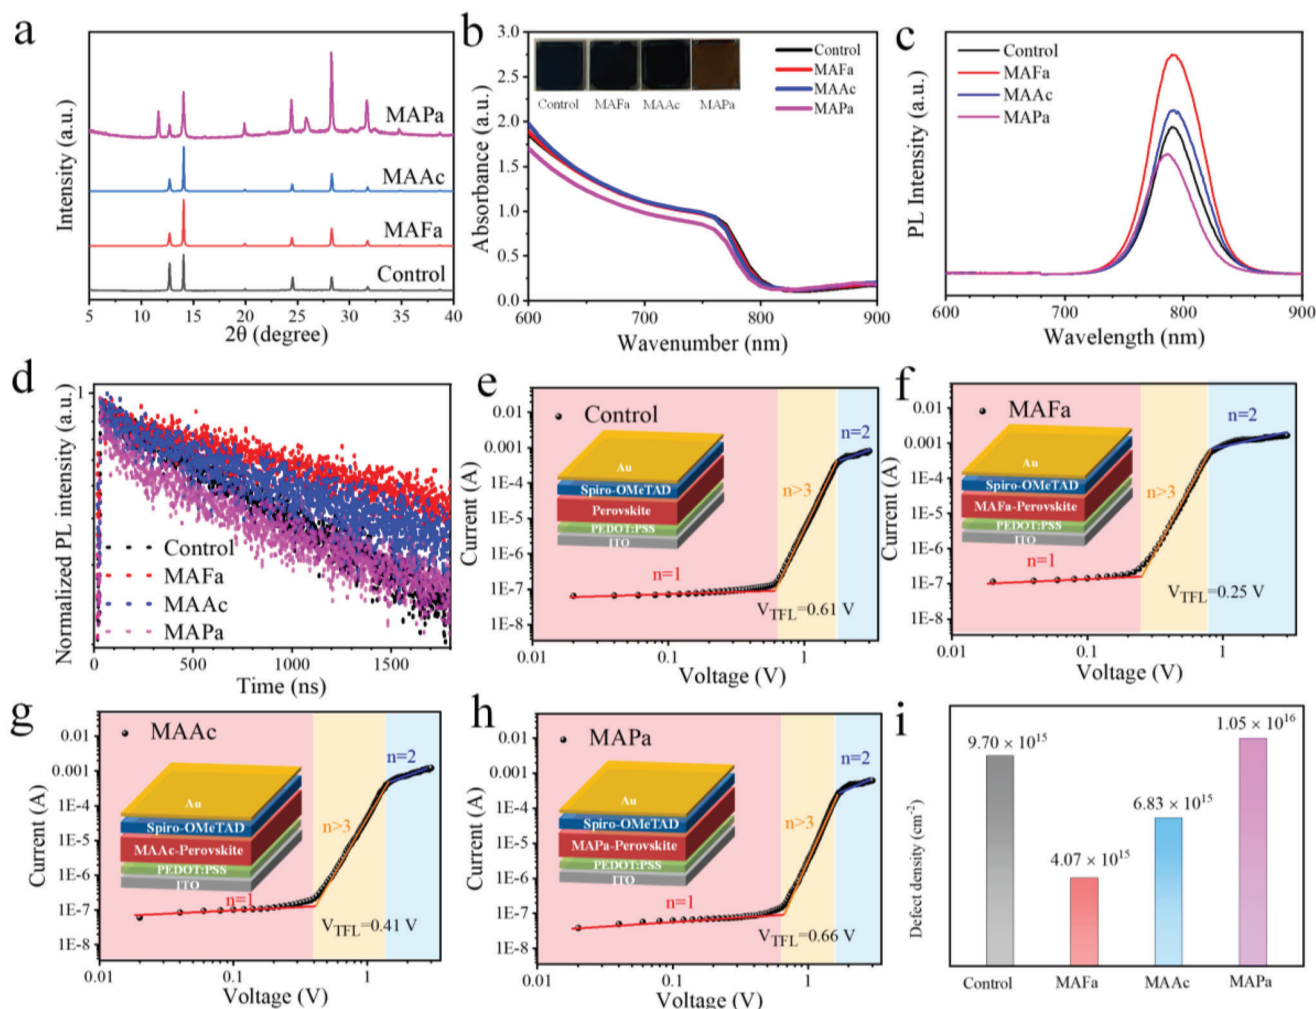 a
Intensity (a.u.)
MAPa
MAAc
MAFa
Control
5 10 15 20 25 30 35 40
2θ (degree)
b
3.0
2.5
2.0
1.5
1.0
0.5
0.0
Absorbance (a.u.)
Control MAFa MAAc MAPa
Control
MAFa
MAAc
MAPa
600 700 800 900
Wavenumber (nm)
c
PL Intensity (a.u.)
Control
MAFa
MAAc
MAPa
600 700 800 900
Wavelength (nm)
d
1
Normalized PL intensity (a.u.)
Control
MAFa
MAAc
MAPa
0 500 1000 1500
Time (ns)
e
0.01
0.001
1E-4
1E-5
1E-6
1E-7
1E-8
Current (A)
Control
Au
Spiro-OMeTAD
Perovskite
PEDOT:PSS
ITO
n=1
n>3
n=2
VTFL=0.61 V
0.01 0.1 1
Voltage (V)
f
0.01
0.001
1E-4
1E-5
1E-6
1E-7
1E-8
Current (A)
MAFa
Au
Spiro-OMeTAD
MAFa-Perovskite
PEDOT:PSS
ITO
n=1
n>3
n=2
VTFL=0.25 V
0.01 0.1 1
Voltage (V)
g
0.01
0.001
1E-4
1E-5
1E-6
1E-7
1E-8
Current (A)
MAAc
Au
Spiro-OMeTAD
MAAc-Perovskite
PEDOT:PSS
ITO
n=1
n>3
n=2
VTFL=0.41 V
0.01 0.1 1
Voltage (V)
h
0.01
0.001
1E-4
1E-5
1E-6
1E-7
1E-8
Current (A)
MAPa
Au
Spiro-OMeTAD
MAPa-Perovskite
PEDOT:PSS
ITO
n=1
n>3
n=2
VTFL=0.66 V
0.01 0.1 1
Voltage (V)
i
Defect density (cm⁻²)
9.70 × 10¹⁵
4.07 × 10¹⁵
6.83 × 10¹⁵
1.05 × 10¹⁶
Control MAFa MAAc MAPa